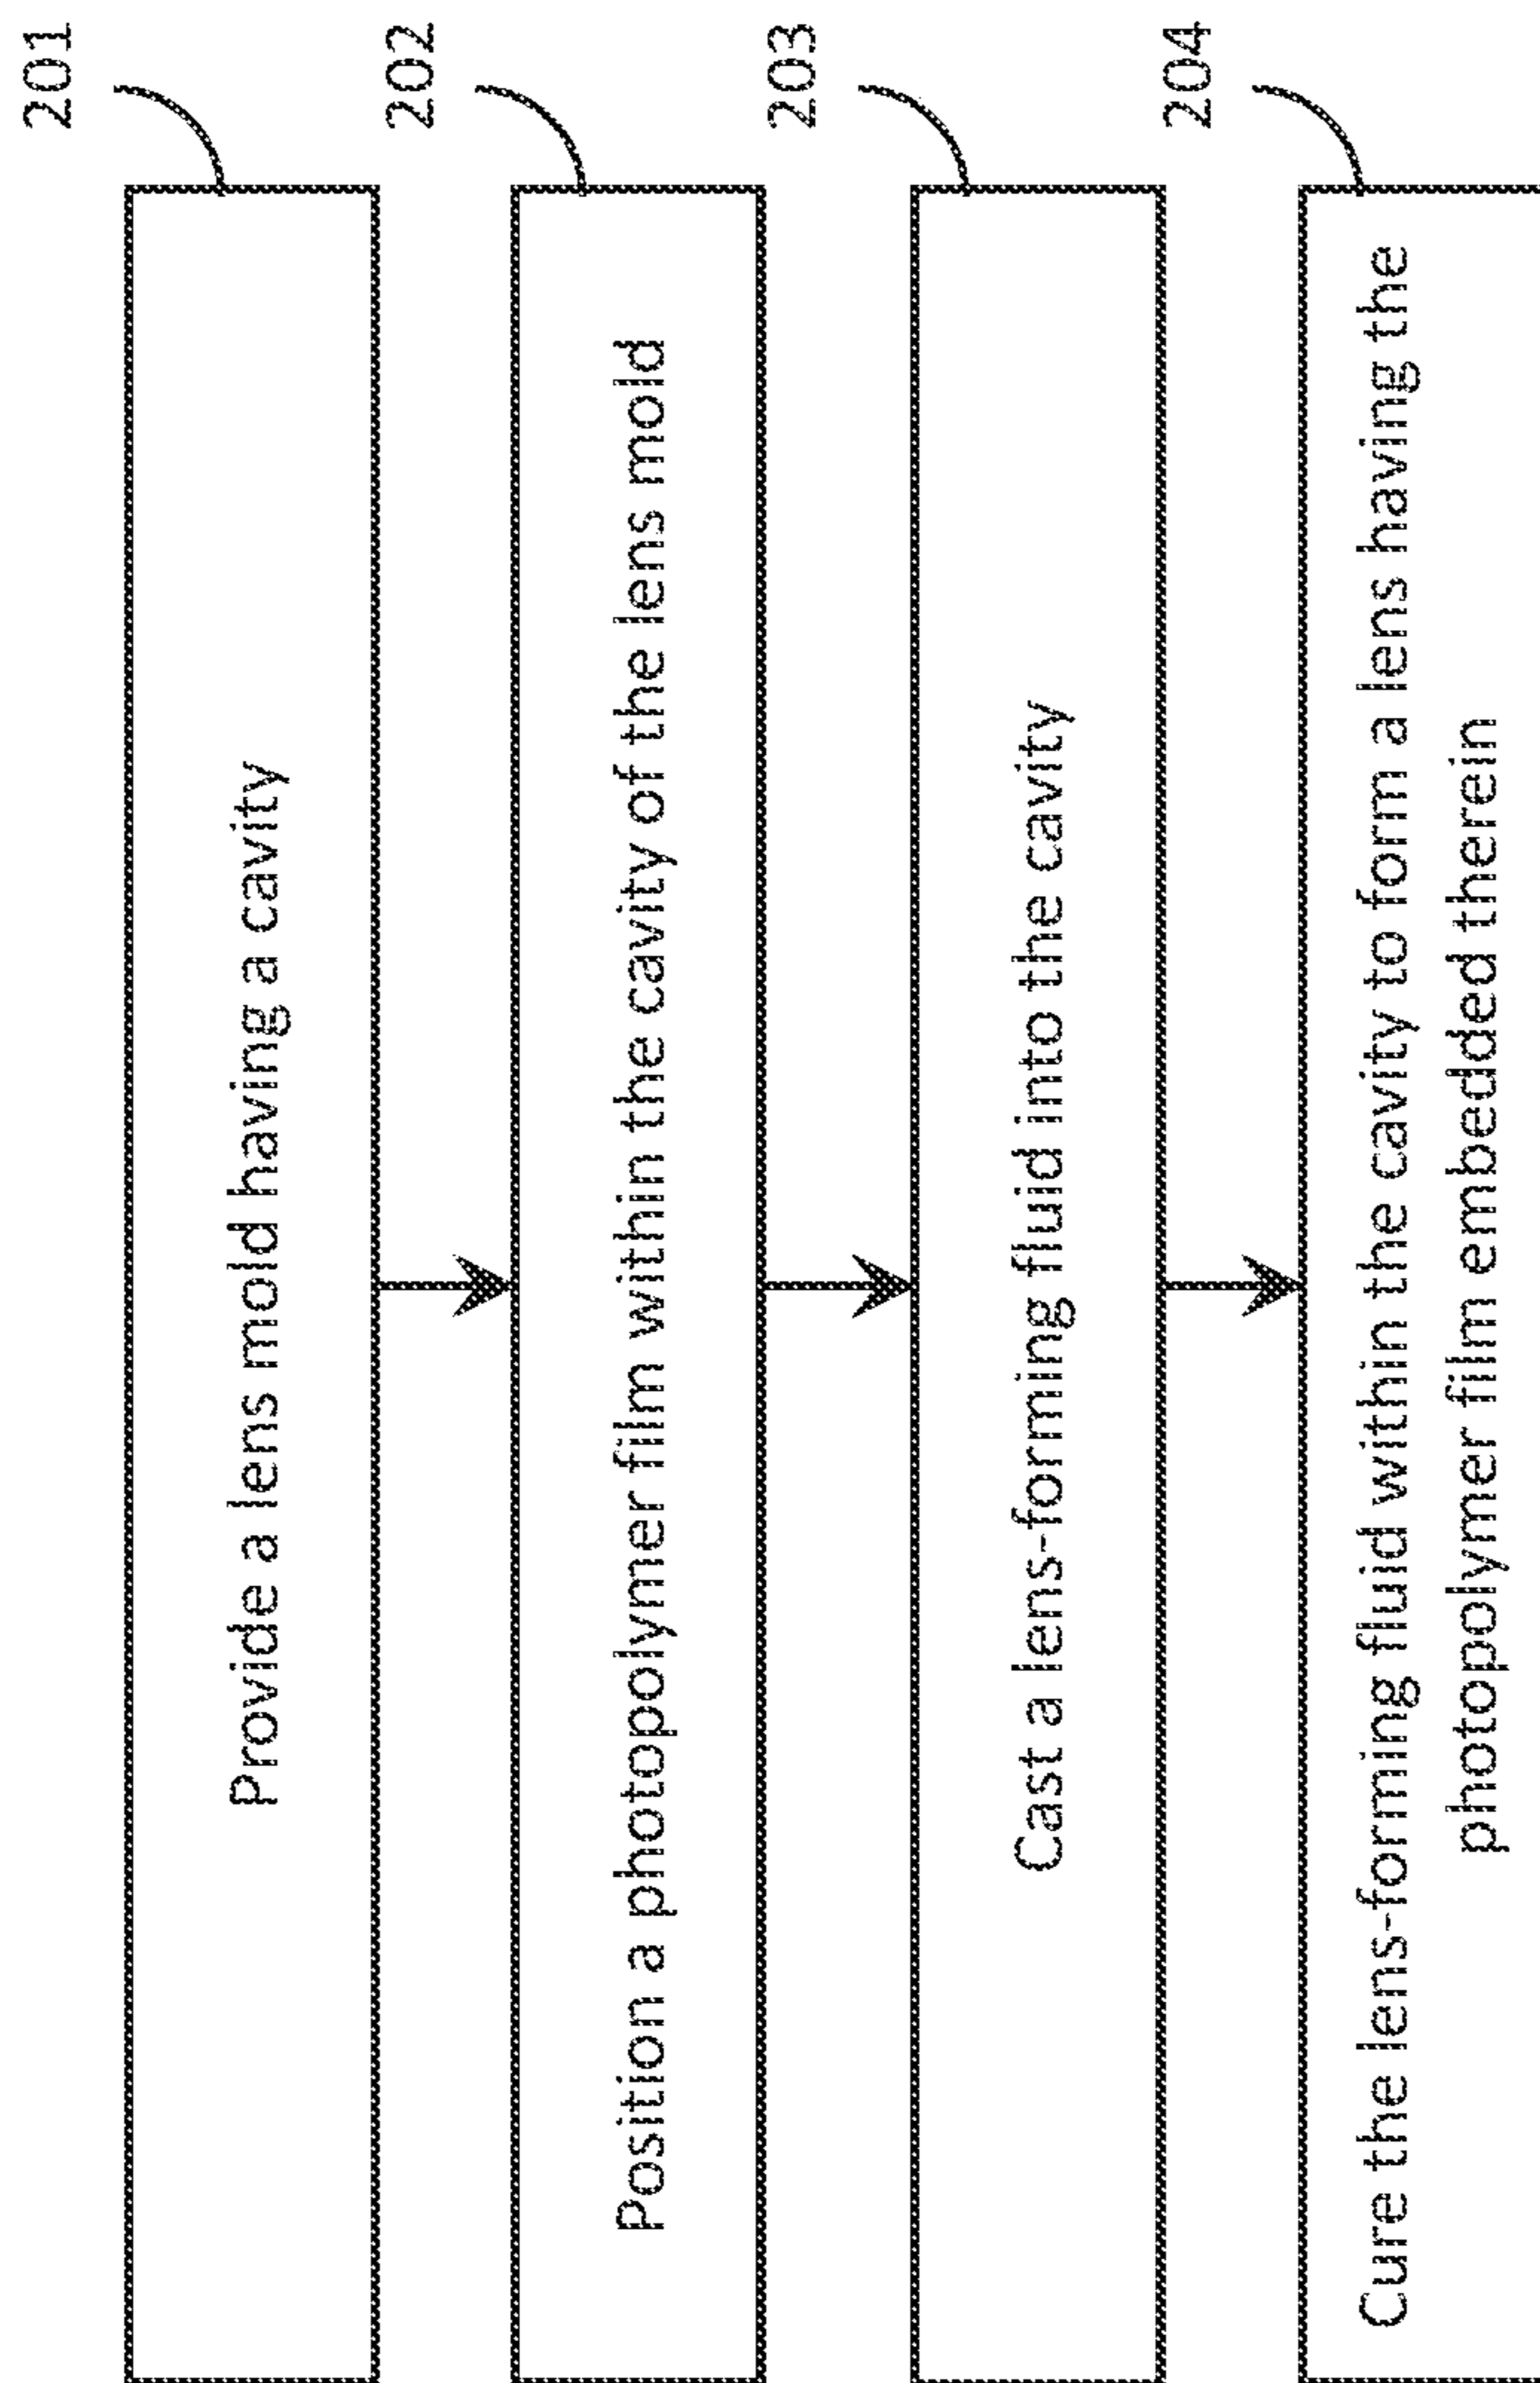 201
Provide a lens mold having a cavity
202
Position a photopolymer film within the cavity of the lens mold
203
Cast a lens-forming fluid into the cavity
204
Cure the lens-forming fluid within the cavity to form a lens having the
photopolymer film embedded therein